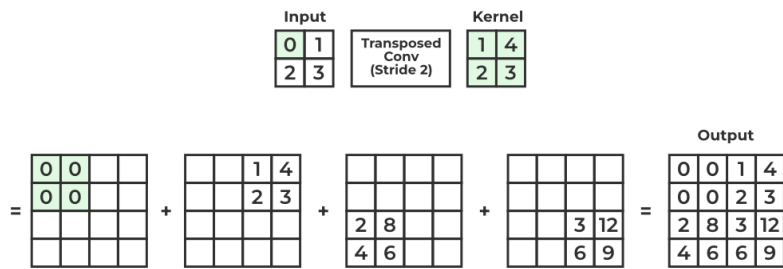 Input Kernel
0 1 Transposed 1 4
Conv
2 3 (Stride 2) 2 3
Output
0 0 1 4 0 0 1 4
0 0 2 3 0 0 2 3
= + + + =
2 8 3 12 2 8 3 12
4 6 6 9 4 6 6 9